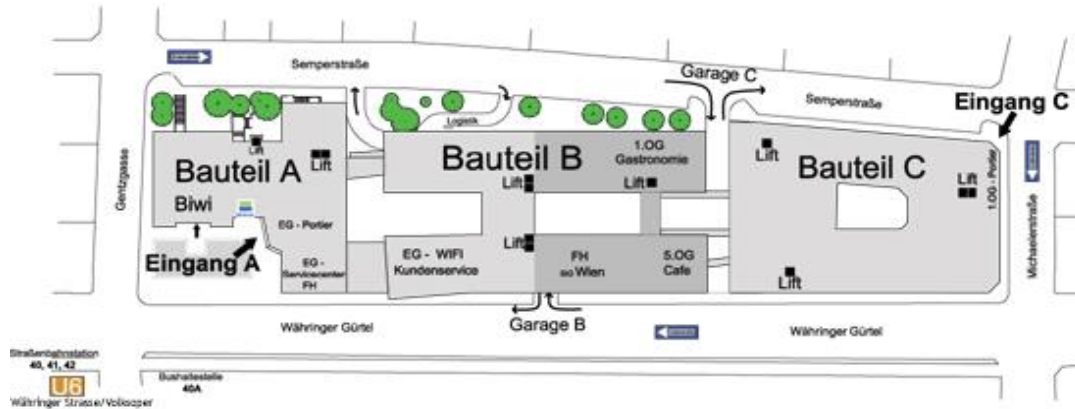 Semperstraße
Garage C
Semperstraße
Eingang C
Logistik
Lift
Bauteil A
Lift
Bauteil B
1.OG
Gastronomie
Lift
Lift
Lift
Bauteil C
Lift
1.OG - Portier
Gentzgasse
Michaelerstraße
Biwi
EG - Portier
Eingang A
EG -
Servicecenter
FH
Lift
EG - WIFI
Kundenservice
FH
Wien
5.OG
Cafe
Lift
Garage B
Währinger Gürtel
Währinger Gürtel
Straßenbahnstation
40, 41, 42
U6
Währinger Strasse/Volksoper
Bushaltestelle
40A